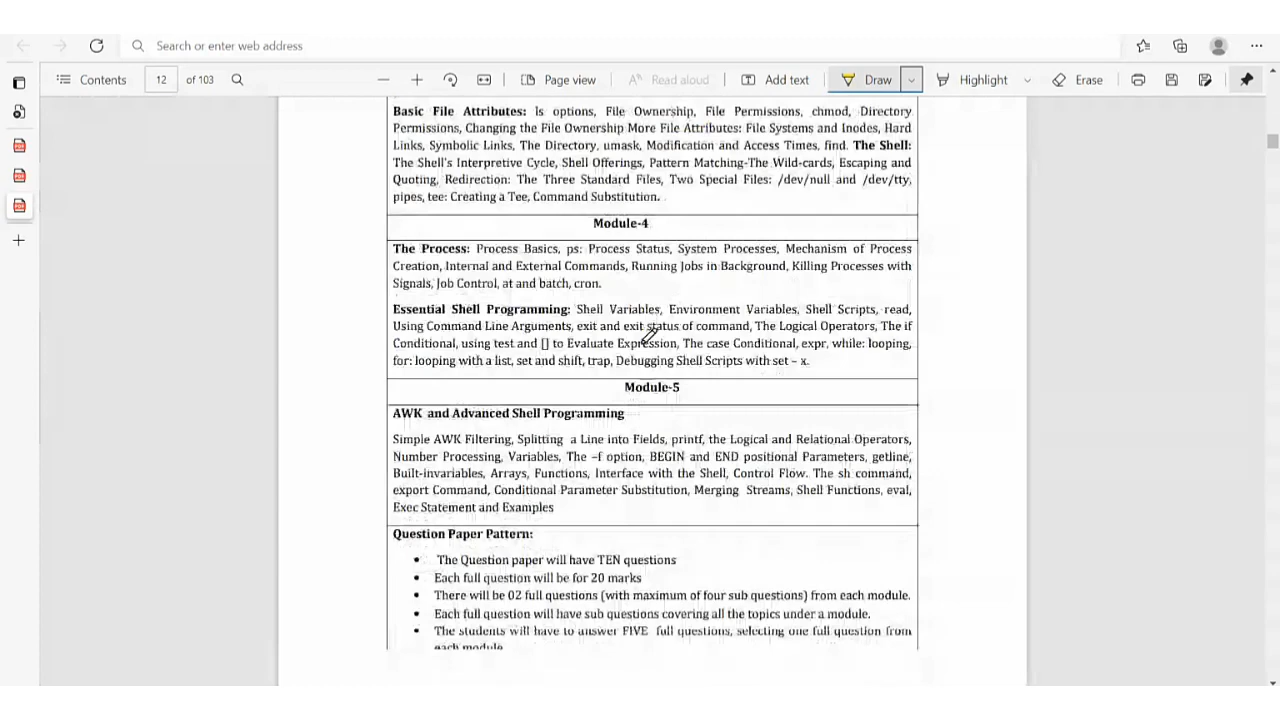 Search or enter web address
Contents 12 of 103 Page view Read aloud Add text Draw Highlight Erase
Basic File Attributes: ls options, File Ownership, File Permissions, chmod, Directory
Permissions, Changing the File Ownership More File Attributes: File Systems and Inodes, Hard
Links, Symbolic Links, The Directory, umask, Modification and Access Times, find. The Shell:
The Shell's Interpretive Cycle, Shell Offerings, Pattern Matching-The Wild-cards, Escaping and
Quoting, Redirection: The Three Standard Files, Two Special Files: /dev/null and /dev/tty,
pipes, tee: Creating a Tee, Command Substitution.
Module-4
The Process: Process Basics, ps: Process Status, System Processes, Mechanism of Process
Creation, Internal and External Commands, Running Jobs in Background, Killing Processes with
Signals, Job Control, at and batch, cron.
Essential Shell Programming: Shell Variables, Environment Variables, Shell Scripts, read,
Using Command Line Arguments, exit and exit status of command, The Logical Operators, The if
Conditional, using test and [] to Evaluate Expression, The case Conditional, expr, while: looping,
for: looping with a list, set and shift, trap, Debugging Shell Scripts with set – x.
Module-5
AWK and Advanced Shell Programming
Simple AWK Filtering, Splitting a Line into Fields, printf, the Logical and Relational Operators,
Number Processing, Variables, The –f option, BEGIN and END positional Parameters, getline,
Built-invariables, Arrays, Functions, Interface with the Shell, Control Flow. The sh command,
export Command, Conditional Parameter Substitution, Merging Streams, Shell Functions, eval,
Exec Statement and Examples
Question Paper Pattern:
• The Question paper will have TEN questions
• Each full question will be for 20 marks
• There will be 02 full questions (with maximum of four sub questions) from each module.
• Each full question will have sub questions covering all the topics under a module.
• The students will have to answer FIVE full questions, selecting one full question from
each module